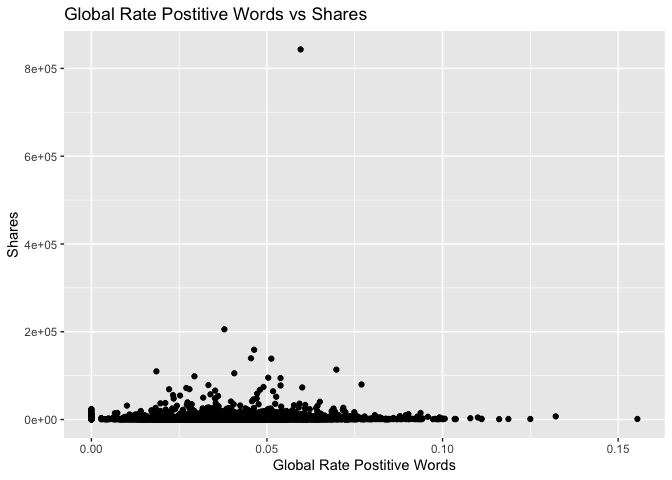 Global Rate Postitive Words vs Shares
8e+05
6e+05
4e+05
2e+05
0e+00
Shares
0.00
0.05
0.10
0.15
Global Rate Postitive Words